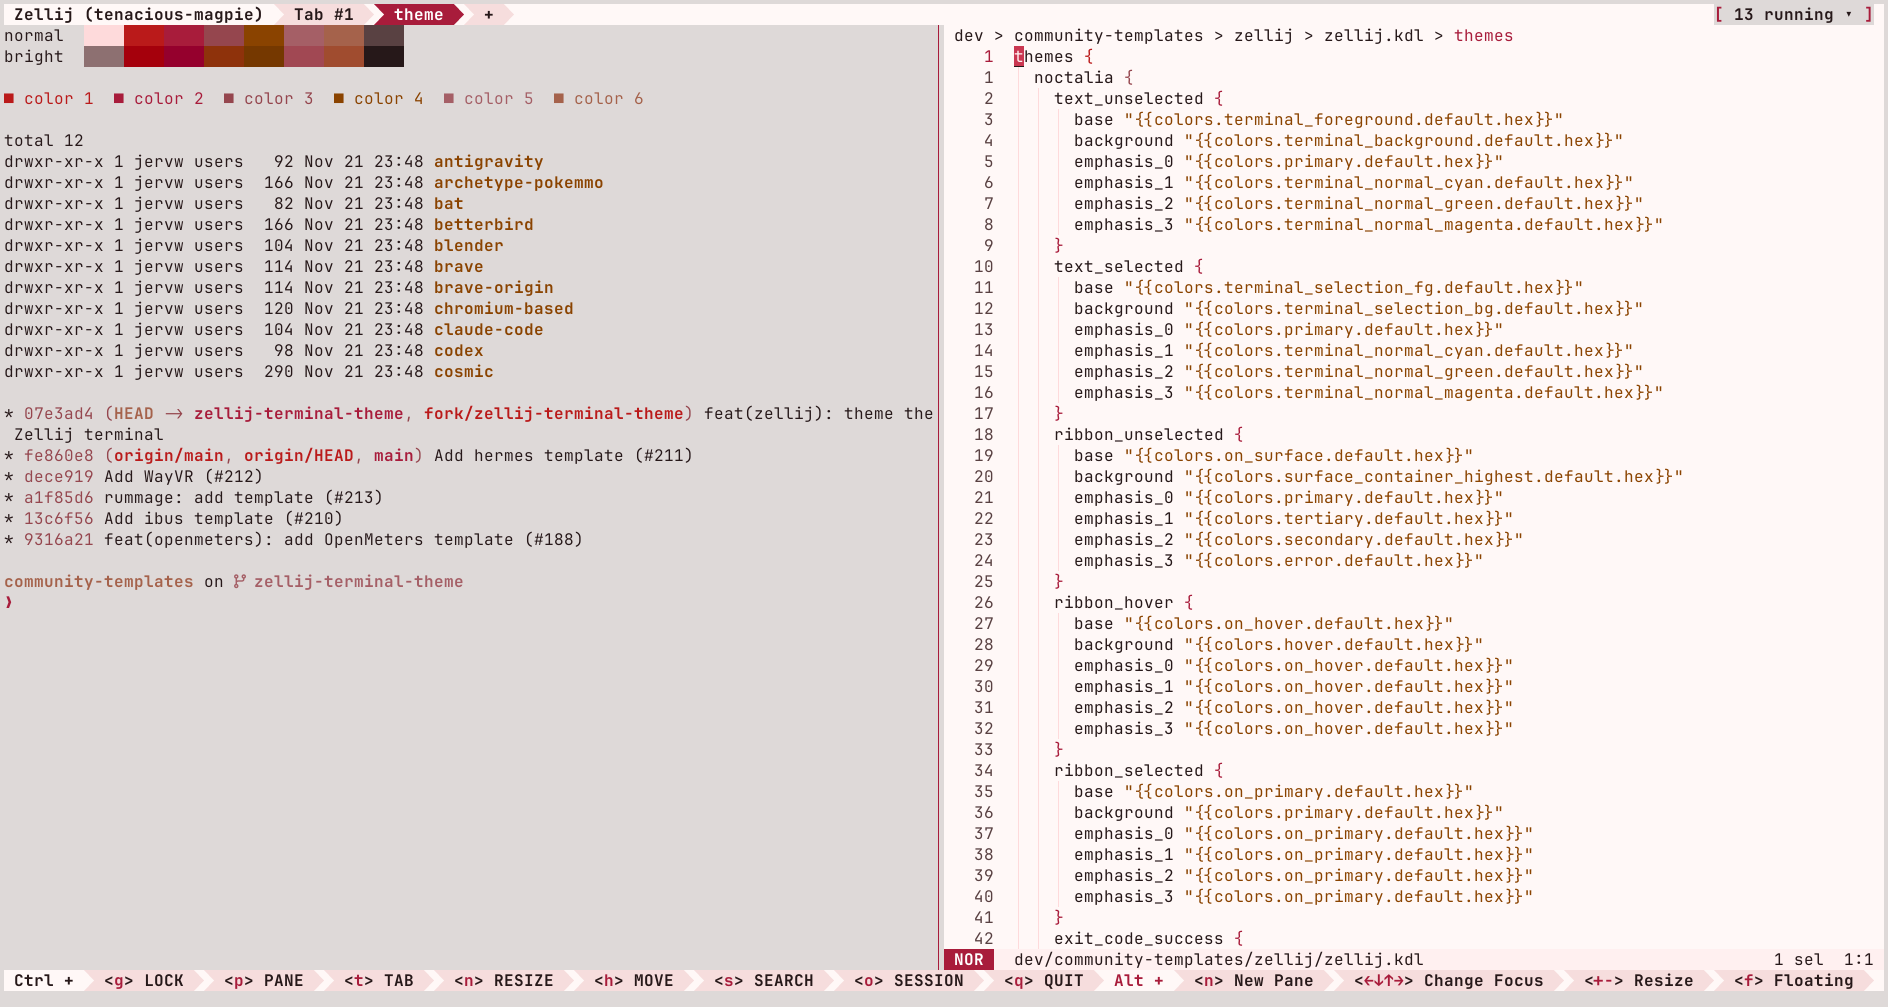 Zellij (tenacious-magpie) Tab #1 theme + [ 13 running ▾ ]
normal
bright
■ color 1 ■ color 2 ■ color 3 ■ color 4 ■ color 5 ■ color 6
total 12
drwxr-xr-x 1 jervw users 92 Nov 21 23:48 antigravity
drwxr-xr-x 1 jervw users 166 Nov 21 23:48 archetype-pokemmo
drwxr-xr-x 1 jervw users 82 Nov 21 23:48 bat
drwxr-xr-x 1 jervw users 166 Nov 21 23:48 betterbird
drwxr-xr-x 1 jervw users 104 Nov 21 23:48 blender
drwxr-xr-x 1 jervw users 114 Nov 21 23:48 brave
drwxr-xr-x 1 jervw users 114 Nov 21 23:48 brave-origin
drwxr-xr-x 1 jervw users 120 Nov 21 23:48 chromium-based
drwxr-xr-x 1 jervw users 104 Nov 21 23:48 claude-code
drwxr-xr-x 1 jervw users 98 Nov 21 23:48 codex
drwxr-xr-x 1 jervw users 290 Nov 21 23:48 cosmic
* 07e3ad4 (HEAD -> zellij-terminal-theme, fork/zellij-terminal-theme) feat(zellij): theme the
Zellij terminal
* fe860e8 (origin/main, origin/HEAD, main) Add hermes template (#211)
* dece919 Add WayVR (#212)
* a1f85d6 rummage: add template (#213)
* 13c6f56 Add ibus template (#210)
* 9316a21 feat(openmeters): add OpenMeters template (#188)
community-templates on zellij-terminal-theme
❯
dev > community-templates > zellij > zellij.kdl > themes
1 themes {
1 noctalia {
2 text_unselected {
3 base "{{colors.terminal_foreground.default.hex}}"
4 background "{{colors.terminal_background.default.hex}}"
5 emphasis_0 "{{colors.primary.default.hex}}"
6 emphasis_1 "{{colors.terminal_normal_cyan.default.hex}}"
7 emphasis_2 "{{colors.terminal_normal_green.default.hex}}"
8 emphasis_3 "{{colors.terminal_normal_magenta.default.hex}}"
9 }
10 text_selected {
11 base "{{colors.terminal_selection_fg.default.hex}}"
12 background "{{colors.terminal_selection_bg.default.hex}}"
13 emphasis_0 "{{colors.primary.default.hex}}"
14 emphasis_1 "{{colors.terminal_normal_cyan.default.hex}}"
15 emphasis_2 "{{colors.terminal_normal_green.default.hex}}"
16 emphasis_3 "{{colors.terminal_normal_magenta.default.hex}}"
17 }
18 ribbon_unselected {
19 base "{{colors.on_surface.default.hex}}"
20 background "{{colors.surface_container_highest.default.hex}}"
21 emphasis_0 "{{colors.primary.default.hex}}"
22 emphasis_1 "{{colors.tertiary.default.hex}}"
23 emphasis_2 "{{colors.secondary.default.hex}}"
24 emphasis_3 "{{colors.error.default.hex}}"
25 }
26 ribbon_hover {
27 base "{{colors.on_hover.default.hex}}"
28 background "{{colors.hover.default.hex}}"
29 emphasis_0 "{{colors.on_hover.default.hex}}"
30 emphasis_1 "{{colors.on_hover.default.hex}}"
31 emphasis_2 "{{colors.on_hover.default.hex}}"
32 emphasis_3 "{{colors.on_hover.default.hex}}"
33 }
34 ribbon_selected {
35 base "{{colors.on_primary.default.hex}}"
36 background "{{colors.primary.default.hex}}"
37 emphasis_0 "{{colors.on_primary.default.hex}}"
38 emphasis_1 "{{colors.on_primary.default.hex}}"
39 emphasis_2 "{{colors.on_primary.default.hex}}"
40 emphasis_3 "{{colors.on_primary.default.hex}}"
41 }
42 exit_code_success {
NOR dev/community-templates/zellij/zellij.kdl 1 sel 1:1
Ctrl + <g> LOCK <p> PANE <t> TAB <n> RESIZE <h> MOVE <s> SEARCH <o> SESSION <q> QUIT Alt + <n> New Pane <←↓↑→> Change Focus <+-> Resize <f> Floating